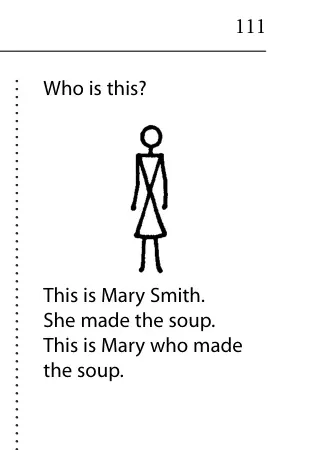 111
Who is this?
This is Mary Smith.
She made the soup.
This is Mary who made
the soup.